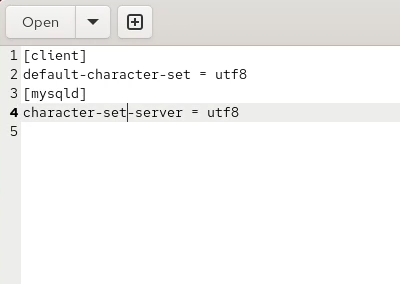 Open
1 [client]
2 default-character-set = utf8
3 [mysqld]
4 character-set-server = utf8
5